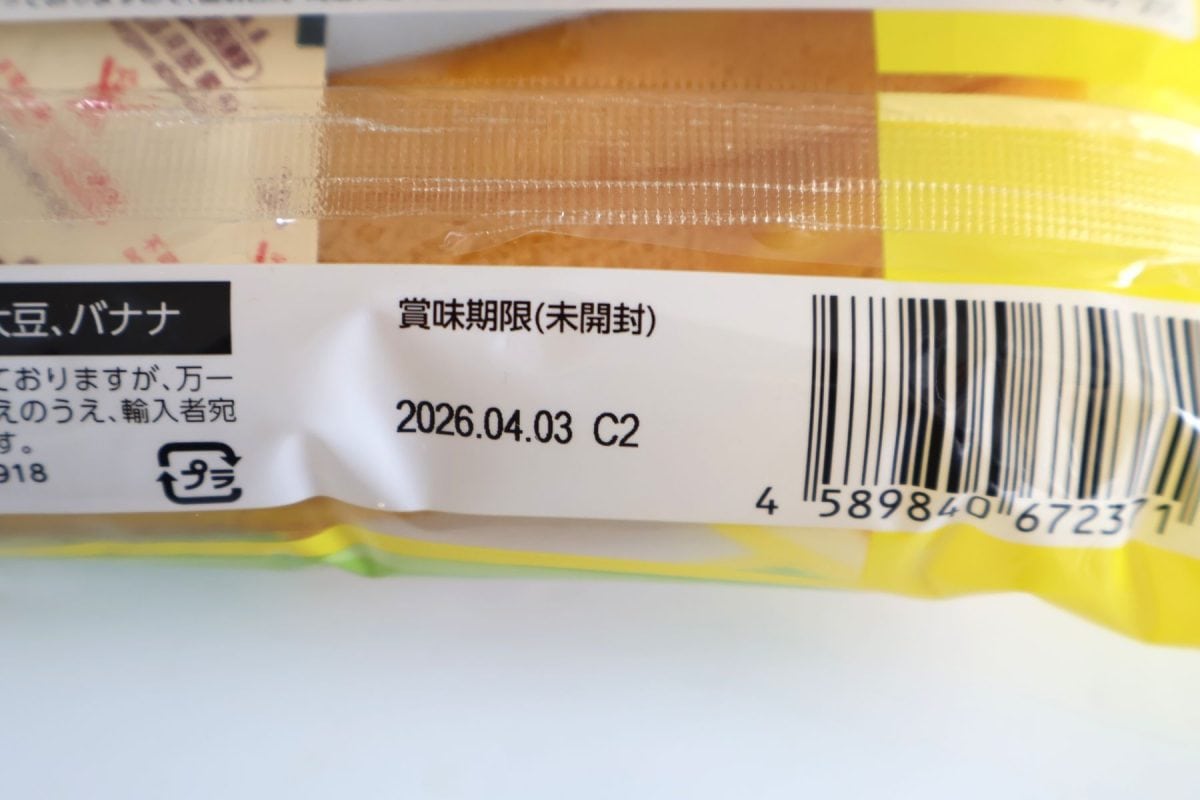 大豆、バナナ
ておりますが、万一
えのうえ、輸入者宛
す。
918
プラ
賞味期限(未開封)
2026.04.03 C2
4 589840 672371